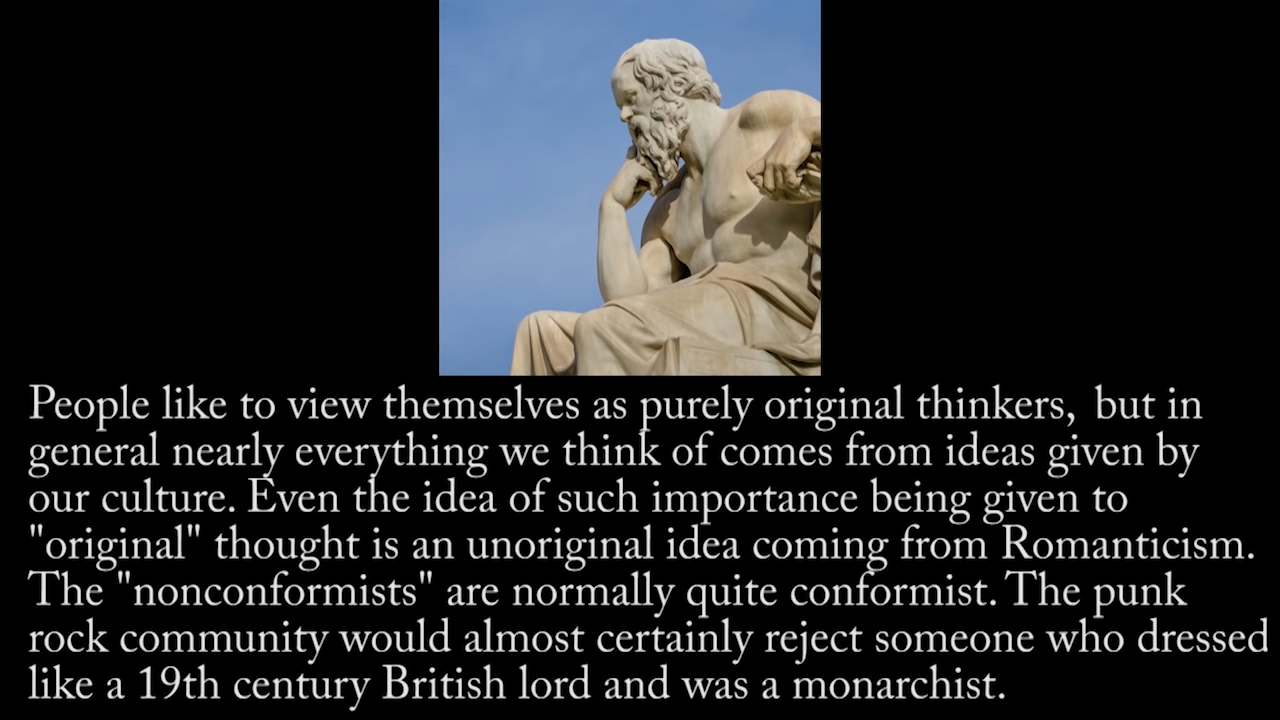 People like to view themselves as purely original thinkers, but in
general nearly everything we think of comes from ideas given by
our culture. Even the idea of such importance being given to
"original" thought is an unoriginal idea coming from Romanticism.
The "nonconformists" are normally quite conformist. The punk
rock community would almost certainly reject someone who dressed
like a 19th century British lord and was a monarchist.